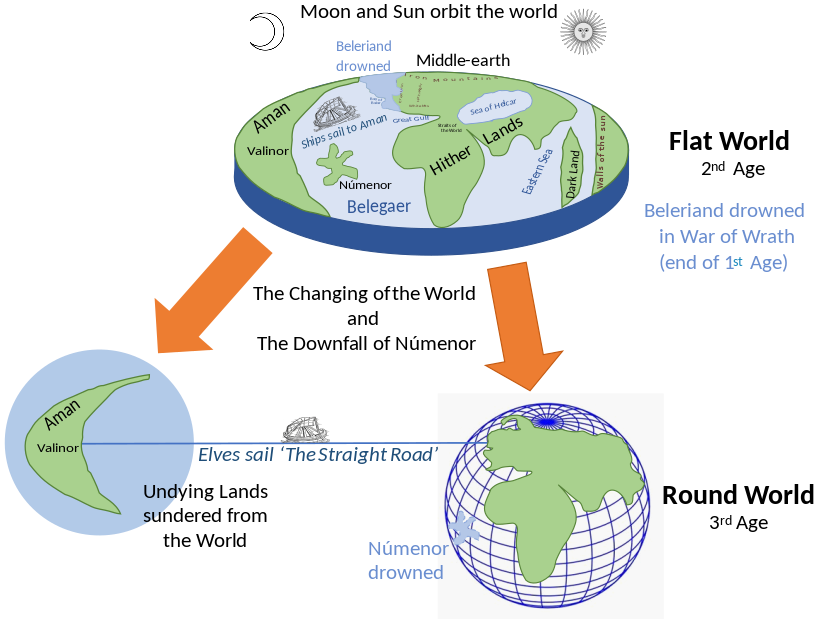 Moon and Sun orbit the world
Beleriand
drowned
Middle-earth
Iron Mountains
Aman
Valinor
Ships sail to Aman
Great Gulf
Straits of
the World
Sea of Helcar
Hither Lands
Númenor
Belegaer
Eastern Sea
Dark Land
Walls of the sun
Flat World
2nd Age
Beleriand drowned
in War of Wrath
(end of 1st Age)
The Changing of the World
and
The Downfall of Númenor
Aman
Valinor
Elves sail ‘The Straight Road’
Undying Lands
sundered from
the World
Númenor
drowned
Round World
3rd Age